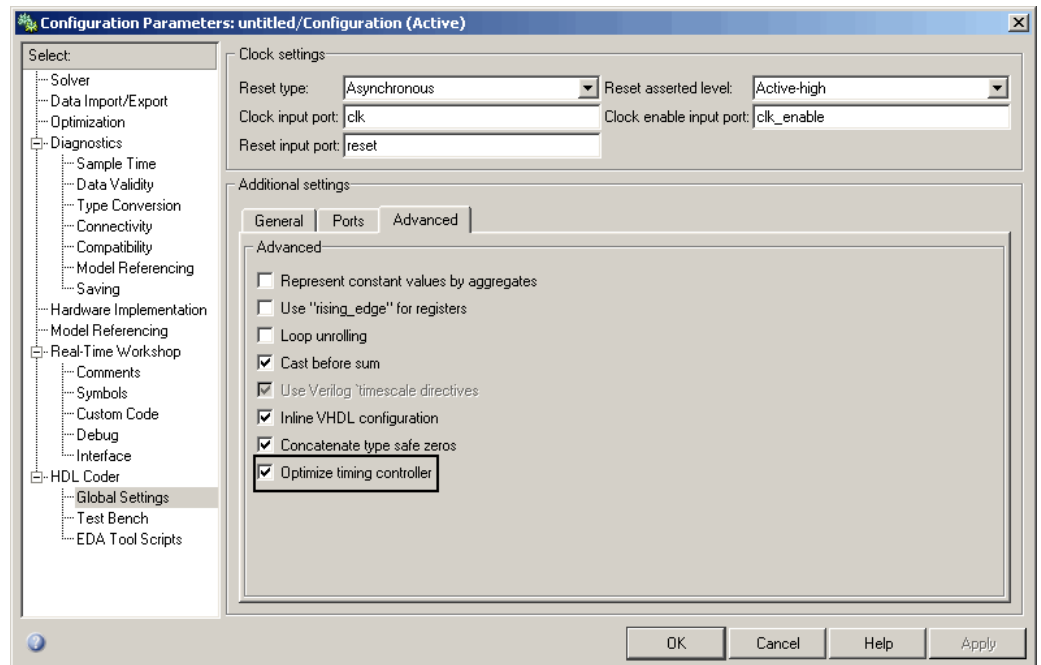 Configuration Parameters: untitled/Configuration (Active)
Select:
Solver
Data Import/Export
Optimization
Diagnostics
Sample Time
Data Validity
Type Conversion
Connectivity
Compatibility
Model Referencing
Saving
Hardware Implementation
Model Referencing
Real-Time Workshop
Comments
Symbols
Custom Code
Debug
Interface
HDL Coder
Global Settings
Test Bench
EDA Tool Scripts
Clock settings
Reset type: Asynchronous Reset asserted level: Active-high
Clock input port: clk Clock enable input port: clk_enable
Reset input port: reset
Additional settings
General Ports Advanced
Advanced
Represent constant values by aggregates
Use "rising_edge" for registers
Loop unrolling
Cast before sum
Use Verilog `timescale directives
Inline VHDL configuration
Concatenate type safe zeros
Optimize timing controller
OK Cancel Help Apply